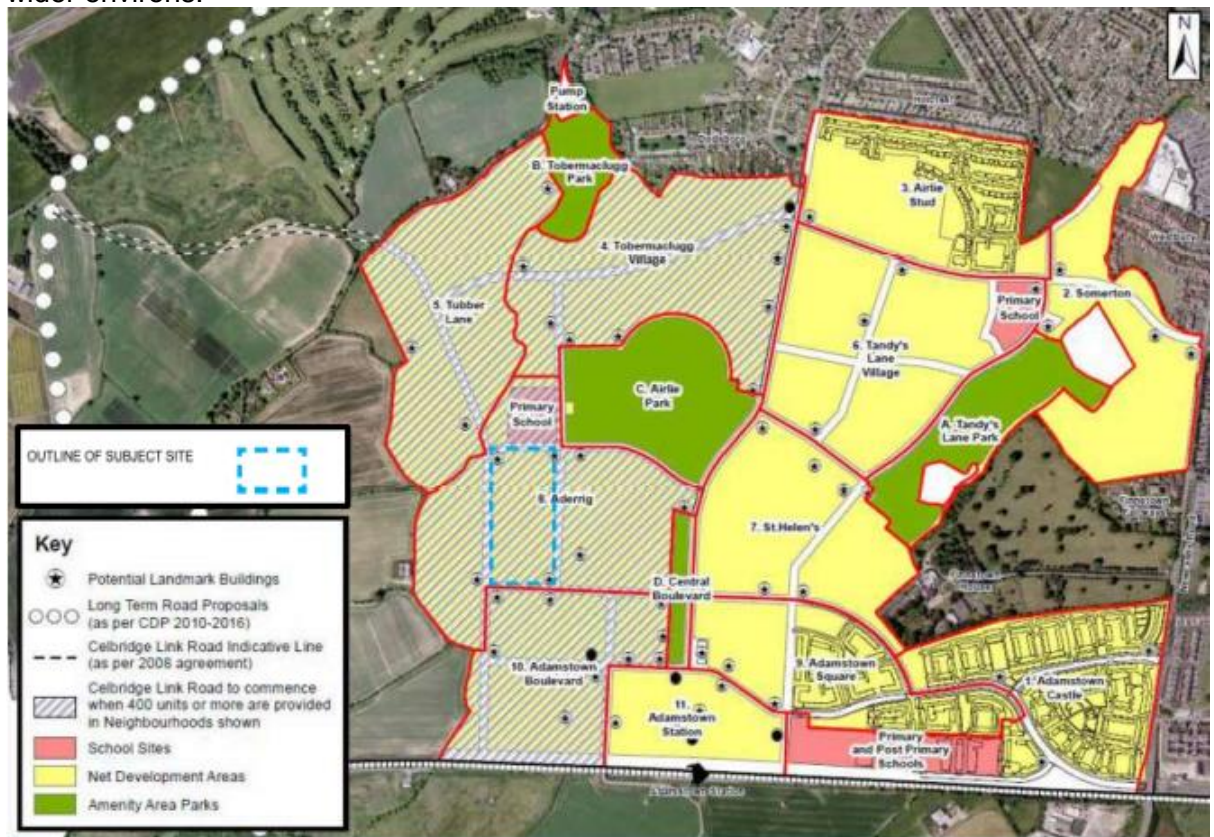 wider environs.
N
Pump
Station
B. Tobermaclugg
Park
3. Airlie
Stud
4. Tobermaclugg
Village
5. Tubber
Lane
2. Somerton
Primary
School
6. Tandy's
Lane
Village
C. Airlie
Park
Primary
School
A. Tandy's
Lane Park
OUTLINE OF SUBJECT SITE
8. Aderrig
7. St.Helen's
D. Central
Boulevard
Key
Potential Landmark Buildings
Long Term Road Proposals
(as per CDP 2010-2016)
Celbridge Link Road Indicative Line
(as per 2008 agreement)
Celbridge Link Road to commence
when 400 units or more are provided
in Neighbourhoods shown
School Sites
Net Development Areas
Amenity Area Parks
10. Adamstown
Boulevard
9. Adamstown
Square
1. Adamstown
Castle
11.
Adamstown
Station
Primary
and Post Primary
Schools
Adamstown Station